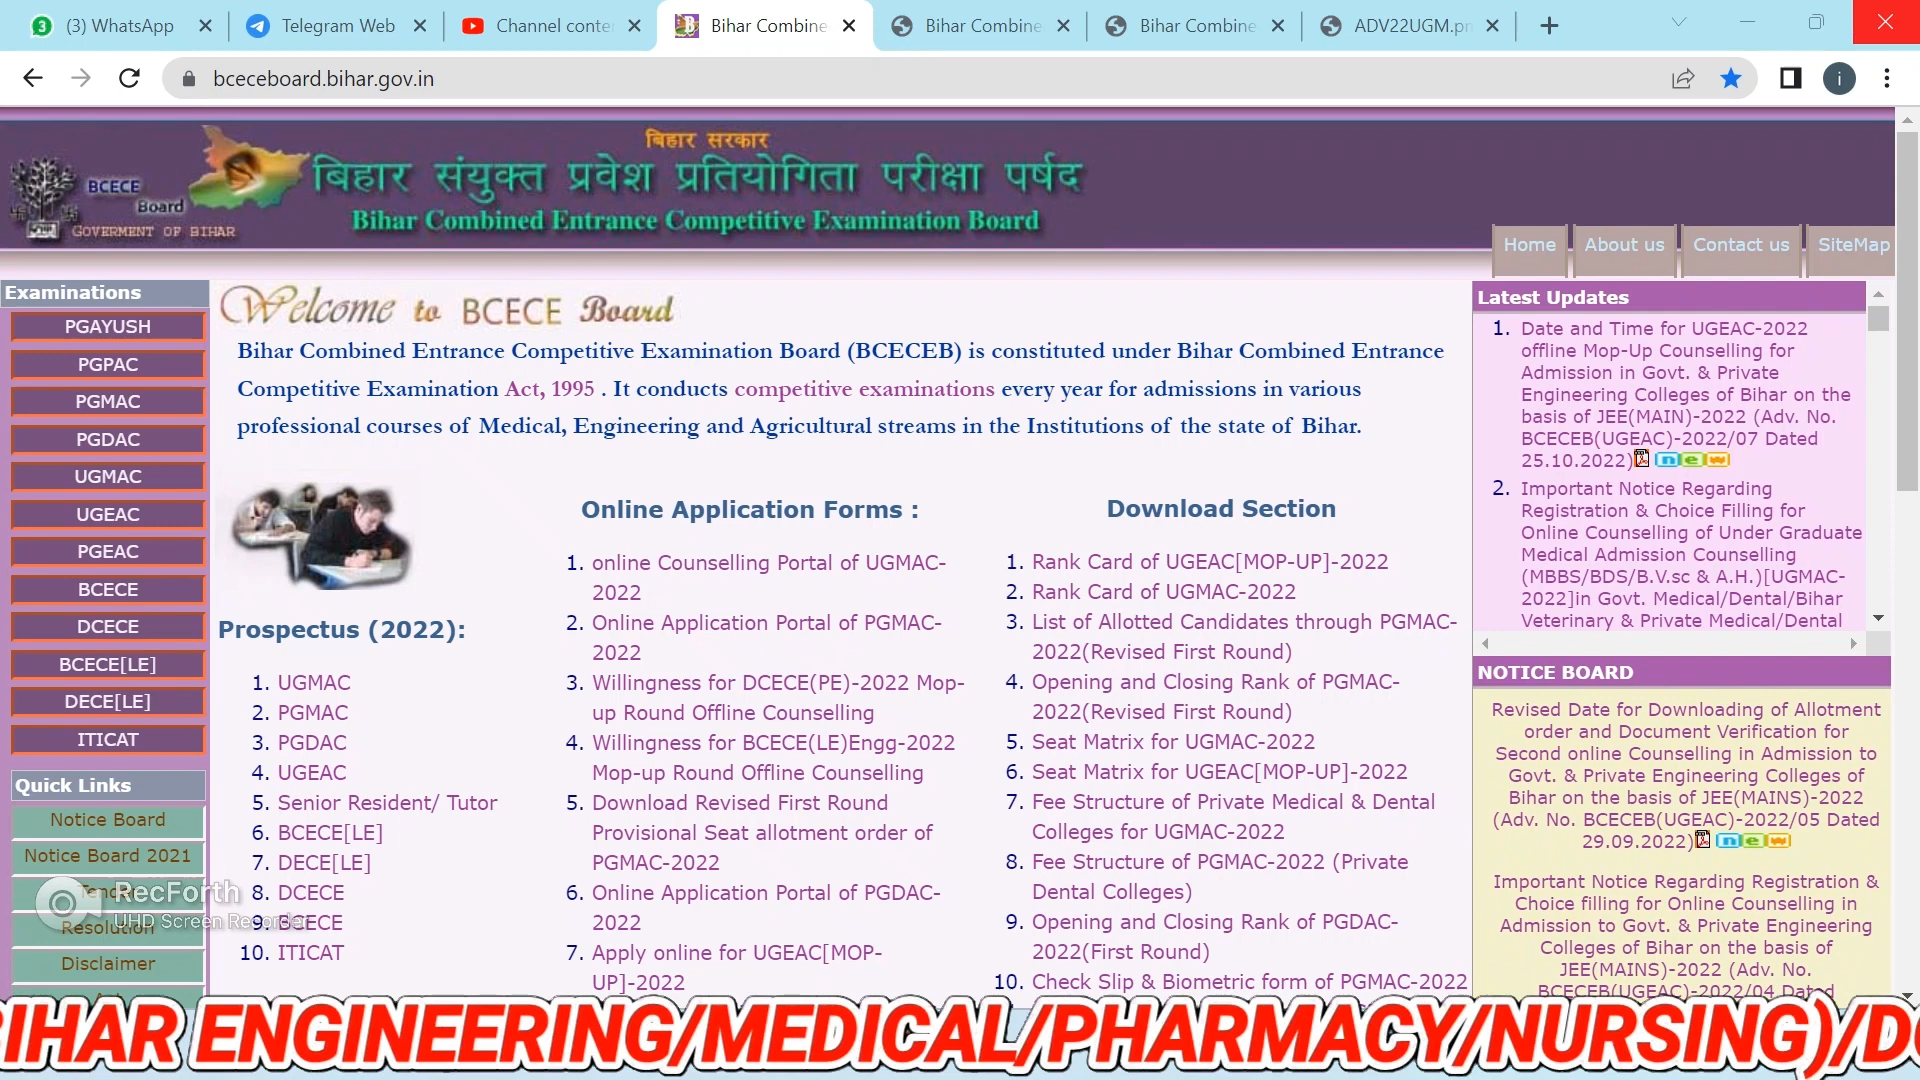 (3) WhatsApp
Telegram Web
Channel conte
Bihar Combine
Bihar Combine
Bihar Combine
ADV22UGM.pn
bceceboard.bihar.gov.in
i
बिहार सरकार
बिहार संयुक्त प्रवेश प्रतियोगिता परीक्षा पर्षद
Bihar Combined Entrance Competitive Examination Board
BCECE
Board
GOVERMENT OF BIHAR
Home
About us
Contact us
SiteMap
Examinations
PGAYUSH
PGPAC
PGMAC
PGDAC
UGMAC
UGEAC
PGEAC
BCECE
DCECE
BCECE[LE]
DECE[LE]
ITICAT
Quick Links
Notice Board
Notice Board 2021
Tender
Resolution
Disclaimer
RecForth
UHD Screen Recorder
Welcome to BCECE Board
Bihar Combined Entrance Competitive Examination Board (BCECEB) is constituted under Bihar Combined Entrance
Competitive Examination Act, 1995 . It conducts competitive examinations every year for admissions in various
professional courses of Medical, Engineering and Agricultural streams in the Institutions of the state of Bihar.
Prospectus (2022):
1. UGMAC
2. PGMAC
3. PGDAC
4. UGEAC
5. Senior Resident/ Tutor
6. BCECE[LE]
7. DECE[LE]
8. DCECE
9. BCECE
10. ITICAT
Online Application Forms :
1. online Counselling Portal of UGMAC-
2022
2. Online Application Portal of PGMAC-
2022
3. Willingness for DCECE(PE)-2022 Mop-
up Round Offline Counselling
4. Willingness for BCECE(LE)Engg-2022
Mop-up Round Offline Counselling
5. Download Revised First Round
Provisional Seat allotment order of
PGMAC-2022
6. Online Application Portal of PGDAC-
2022
7. Apply online for UGEAC[MOP-
UP]-2022
Download Section
1. Rank Card of UGEAC[MOP-UP]-2022
2. Rank Card of UGMAC-2022
3. List of Allotted Candidates through PGMAC-
2022(Revised First Round)
4. Opening and Closing Rank of PGMAC-
2022(Revised First Round)
5. Seat Matrix for UGMAC-2022
6. Seat Matrix for UGEAC[MOP-UP]-2022
7. Fee Structure of Private Medical & Dental
Colleges for UGMAC-2022
8. Fee Structure of PGMAC-2022 (Private
Dental Colleges)
9. Opening and Closing Rank of PGDAC-
2022(First Round)
10. Check Slip & Biometric form of PGMAC-2022
Latest Updates
1. Date and Time for UGEAC-2022
offline Mop-Up Counselling for
Admission in Govt. & Private
Engineering Colleges of Bihar on the
basis of JEE(MAIN)-2022 (Adv. No.
BCECEB(UGEAC)-2022/07 Dated
25.10.2022) new
2. Important Notice Regarding
Registration & Choice Filling for
Online Counselling of Under Graduate
Medical Admission Counselling
(MBBS/BDS/B.V.sc & A.H.)[UGMAC-
2022]in Govt. Medical/Dental/Bihar
Veterinary & Private Medical/Dental
NOTICE BOARD
Revised Date for Downloading of Allotment
order and Document Verification for
Second online Counselling in Admission to
Govt. & Private Engineering Colleges of
Bihar on the basis of JEE(MAINS)-2022
(Adv. No. BCECEB(UGEAC)-2022/05 Dated
29.09.2022) new
Important Notice Regarding Registration &
Choice filling for Online Counselling in
Admission to Govt. & Private Engineering
Colleges of Bihar on the basis of
JEE(MAINS)-2022 (Adv. No.
BCECEB(UGEAC)-2022/04 Dated
BIHAR ENGINEERING/MEDICAL/PHARMACY/NURSING)/D